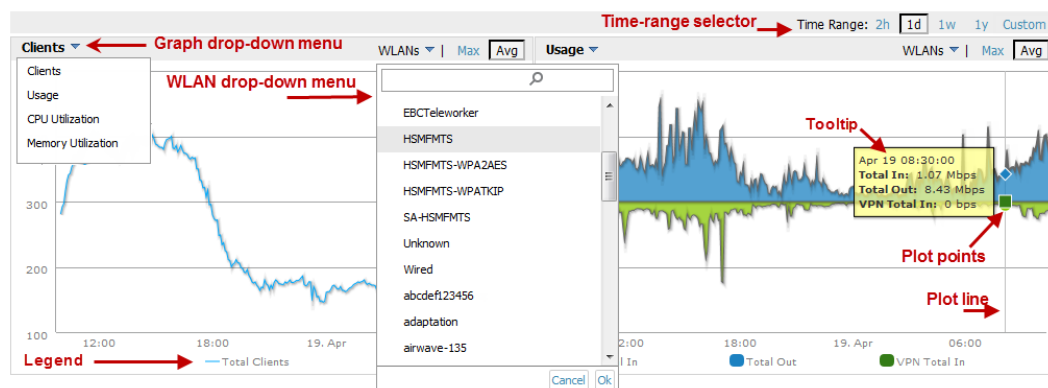 Time-range selector
Time Range: 2h 1d 1w 1y Custom
Clients
Graph drop-down menu
WLANs | Max Avg
Usage
WLANs | Max Avg
Clients
Usage
CPU Utilization
Memory Utilization
WLAN drop-down menu
EBCTeleworker
HSMFMTS
HSMFMTS-WPA2AES
HSMFMTS-WPATKIP
SA-HSMFMTS
Unknown
Wired
abcdef123456
adaptation
airwave-135
Cancel Ok
Tooltip
Apr 19 08:30:00
Total In: 1.07 Mbps
Total Out: 8.43 Mbps
VPN Total In: 0 bps
Plot points
Plot line
300
200
100
12:00 18:00 19. Apr
2:00 18:00 19. Apr 06:00
Legend
Total Clients
l In Total Out VPN Total In